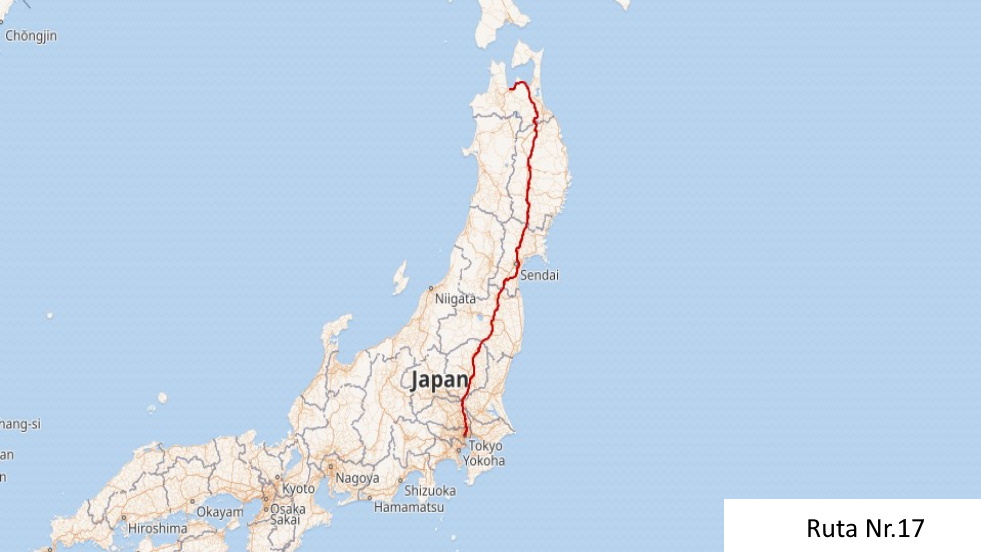 Chŏngjin
Sendai
Niigata
Japan
hang-si
Tokyo
Yokoha
an
n
Nagoya
Kyoto
Shizuoka
Okayam
Osaka
Hamamatsu
Sakai
Hiroshima
Ruta Nr.17